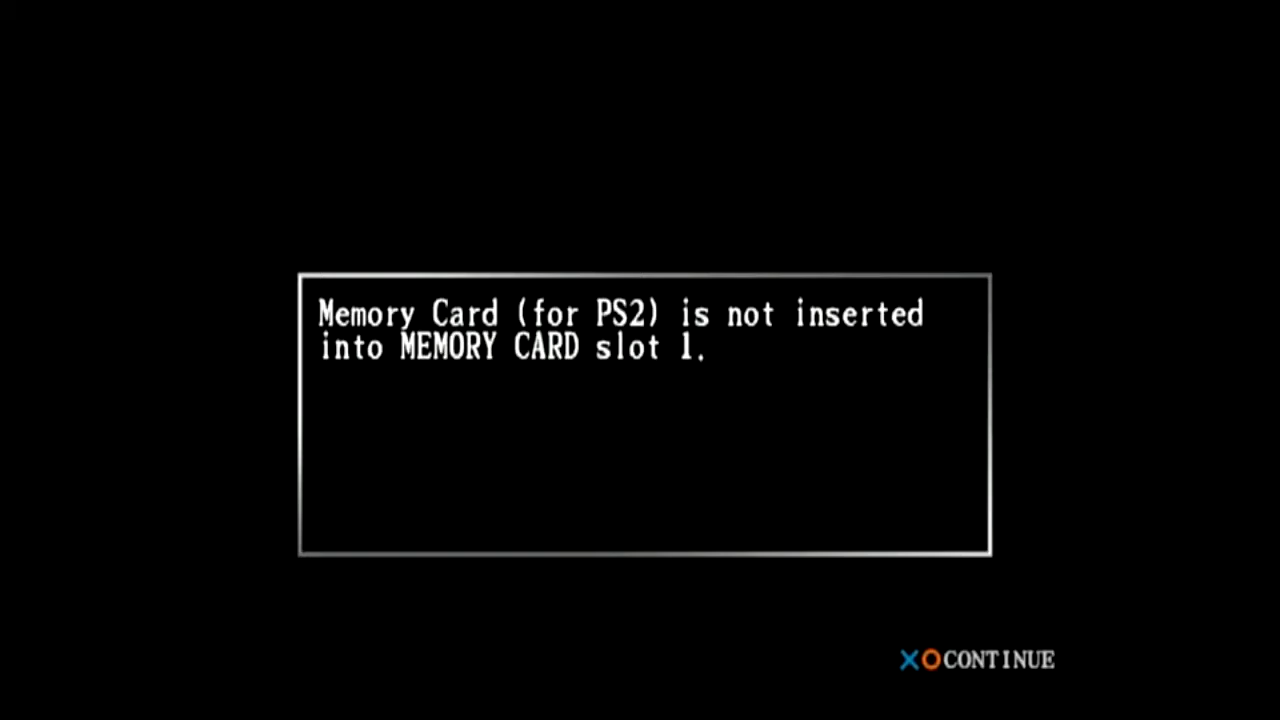 Memory Card (for PS2) is not inserted
into MEMORY CARD slot 1.
CONTINUE